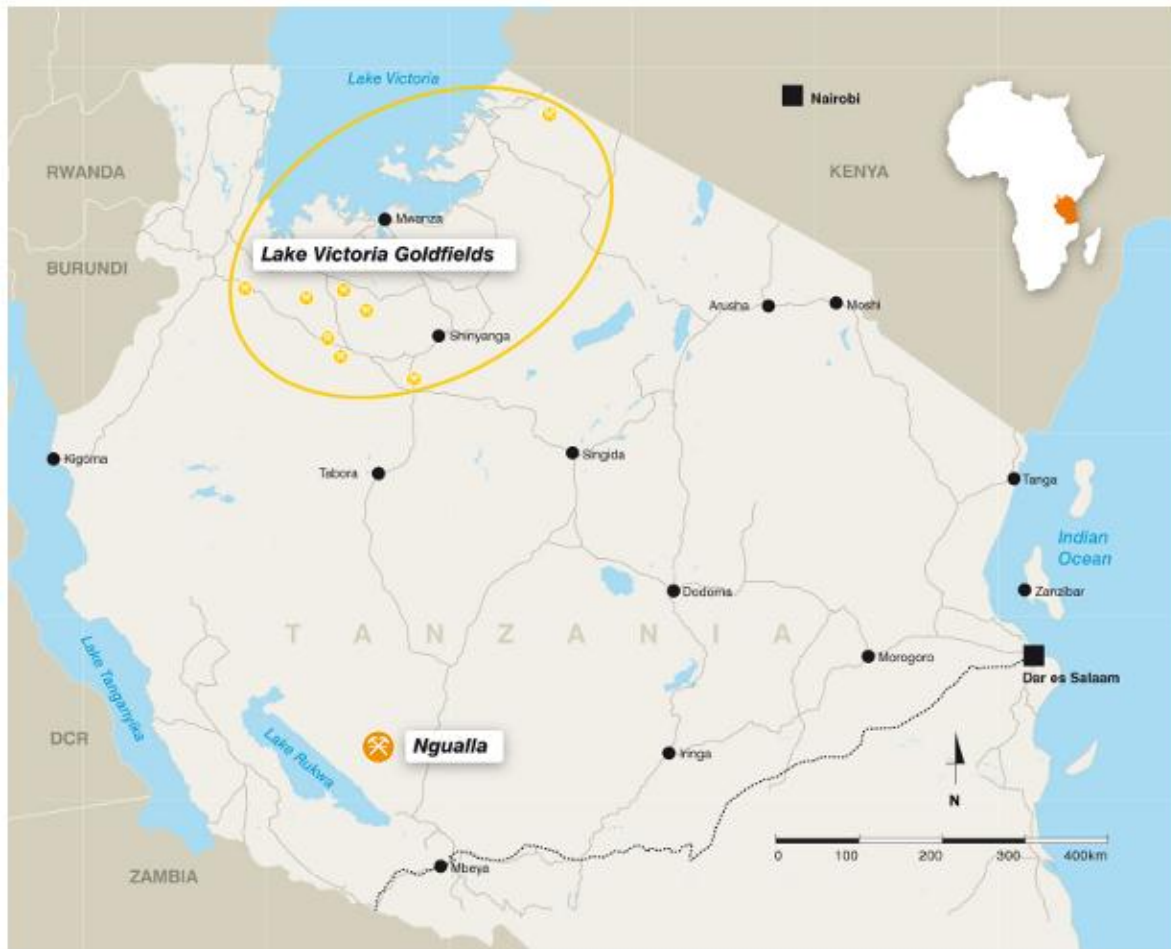 Lake Victoria
Nairobi
RWANDA
KENYA
Mwanza
Lake Victoria Goldfields
BURUNDI
Arusha
Moshi
Shinyanga
Kigoma
Tabora
Singida
Tanga
Indian
Ocean
Dodoma
Zanzibar
TANZANIA
Morogoro
Dar es Salaam
Lake Tanganyika
DCR
Lake Rukwa
Ngualla
Iringa
N
0 100 200 300 400km
Mbeya
ZAMBIA